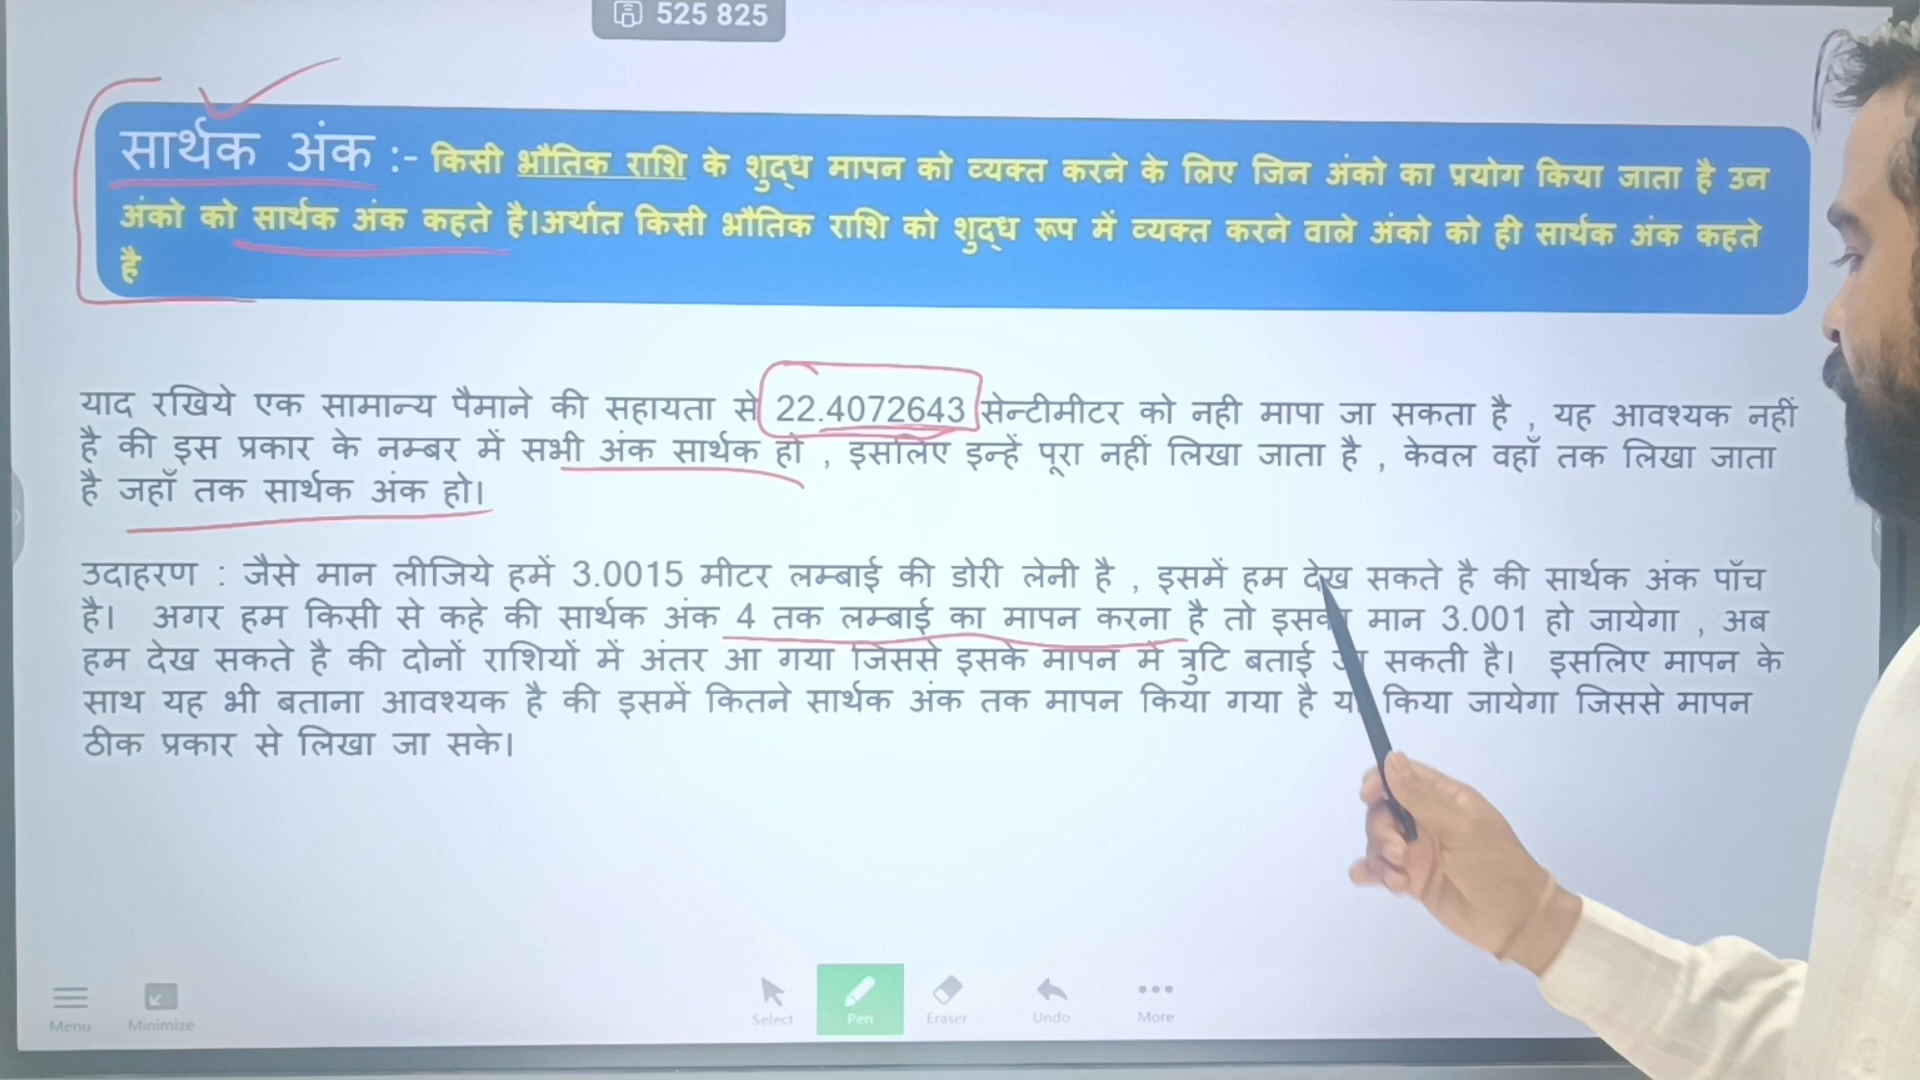 525 825
सार्थक अंक :- किसी भौतिक राशि के शुद्ध मापन को व्यक्त करने के लिए जिन अंको का प्रयोग किया जाता है उन
अंको को सार्थक अंक कहते है।अर्थात किसी भौतिक राशि को शुद्ध रूप में व्यक्त करने वाले अंको को ही सार्थक अंक कहते
है
याद रखिये एक सामान्य पैमाने की सहायता से 22.4072643 सेन्टीमीटर को नही मापा जा सकता है , यह आवश्यक नहीं
है की इस प्रकार के नम्बर में सभी अंक सार्थक हो , इसलिए इन्हें पूरा नहीं लिखा जाता है , केवल वहाँ तक लिखा जाता
है जहाँ तक सार्थक अंक हो।
उदाहरण : जैसे मान लीजिये हमें 3.0015 मीटर लम्बाई की डोरी लेनी है , इसमें हम देख सकते है की सार्थक अंक पाँच
है। अगर हम किसी से कहे की सार्थक अंक 4 तक लम्बाई का मापन करना है तो मान 3.001 हो जायेगा , अब
हम देख सकते है की दोनों राशियों में अंतर आ गया जिससे इसके मापन में त्रुटि बताई सकती है। इसलिए मापन के
साथ यह भी बताना आवश्यक है की इसमें कितने सार्थक अंक तक मापन किया गया है किया जायेगा जिससे मापन
ठीक प्रकार से लिखा जा सके।
Menu Minimize Select Pen Eraser Undo More